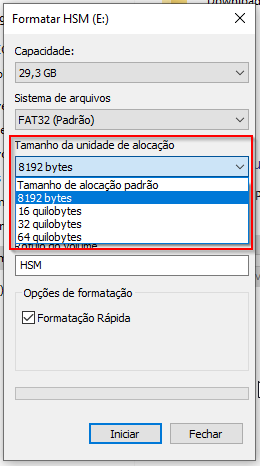 Download
Formatar HSM (E:)
Capacidade:
29,3 GB
Sistema de arquivos
FAT32 (Padrão)
Tamanho da unidade de alocação
8192 bytes
Tamanho de alocação padrão
8192 bytes
16 quilobytes
32 quilobytes
64 quilobytes
Rótulo do volume
HSM
Opções de formatação
Formatação Rápida
Iniciar
Fechar